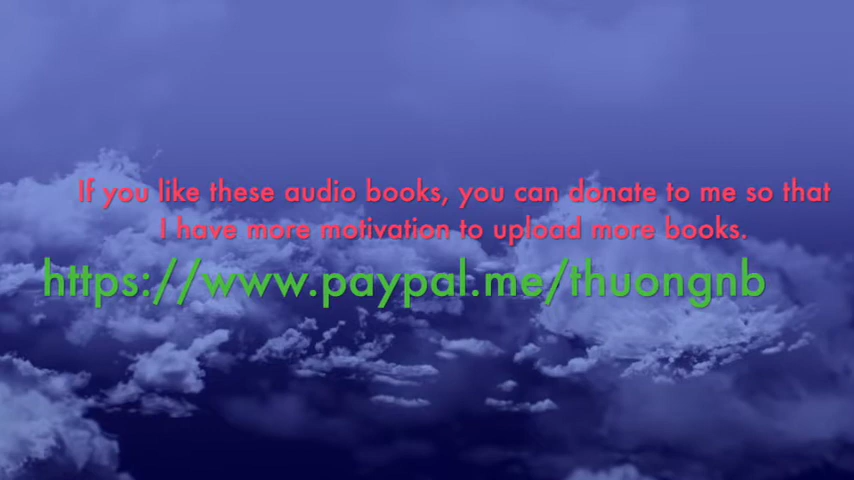 If you like these audio books, you can donate to me so that
I have more motivation to upload more books.
https://www.paypal.me/thuongnb